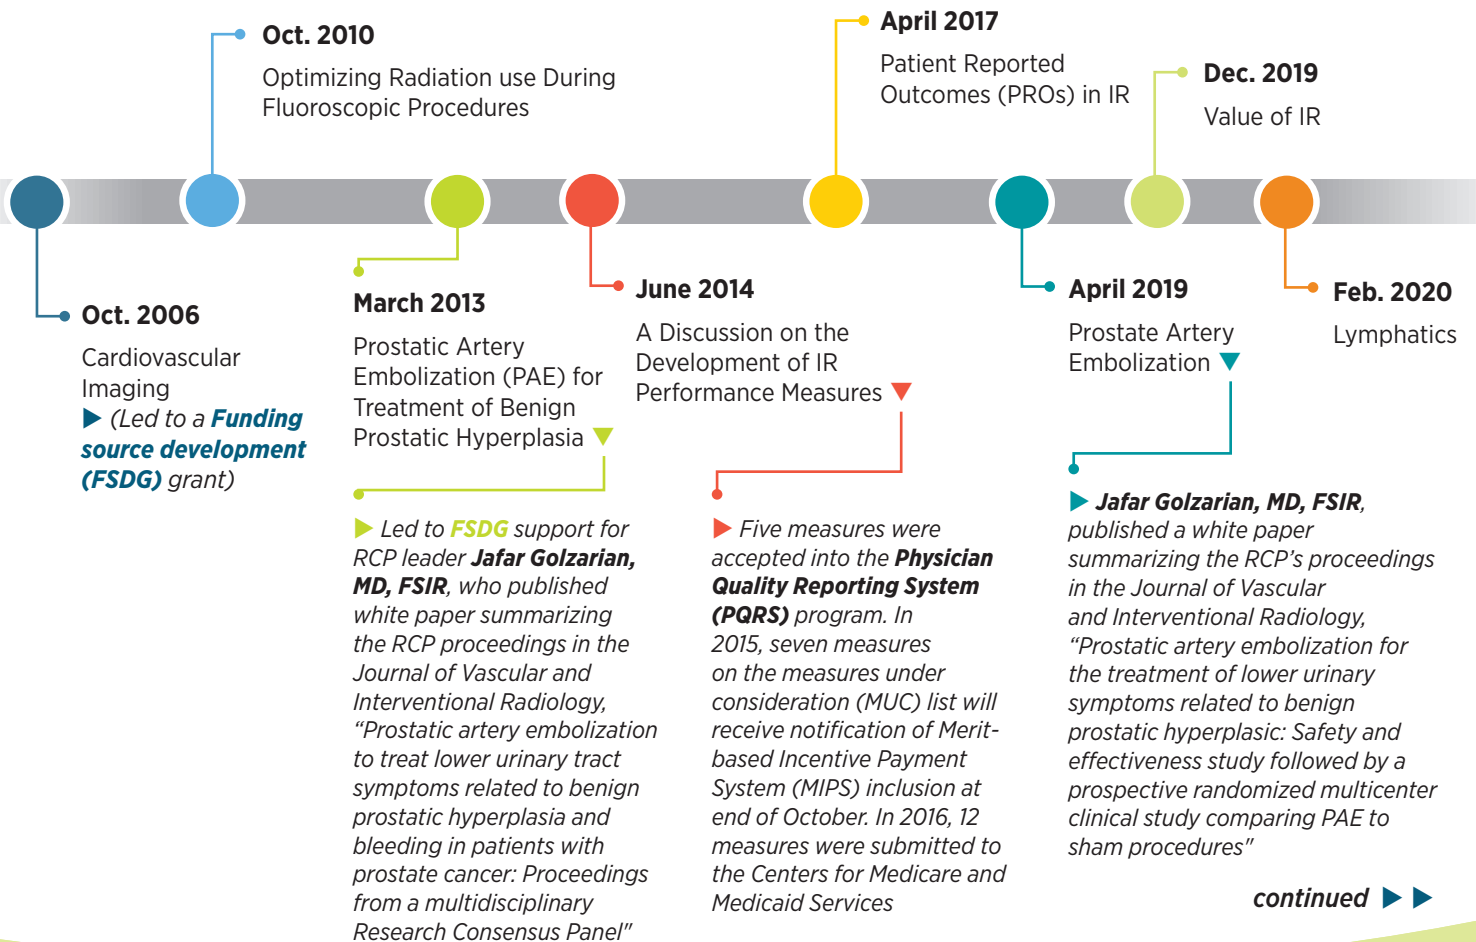 Oct. 2010
Optimizing Radiation use During
Fluoroscopic Procedures
April 2017
Patient Reported
Outcomes (PROs) in IR
Dec. 2019
Value of IR
Oct. 2006
Cardiovascular
Imaging
▶ (Led to a Funding
source development
(FSDG) grant)
March 2013
Prostatic Artery
Embolization (PAE) for
Treatment of Benign
Prostatic Hyperplasia ▼
▶ Led to FSDG support for
RCP leader Jafar Golzarian,
MD, FSIR, who published
white paper summarizing
the RCP proceedings in the
Journal of Vascular and
Interventional Radiology,
“Prostatic artery embolization
to treat lower urinary tract
symptoms related to benign
prostatic hyperplasia and
bleeding in patients with
prostate cancer: Proceedings
from a multidisciplinary
Research Consensus Panel"
June 2014
A Discussion on the
Development of IR
Performance Measures ▼
▶ Five measures were
accepted into the Physician
Quality Reporting System
(PQRS) program. In
2015, seven measures
on the measures under
consideration (MUC) list will
receive notification of Merit-
based Incentive Payment
System (MIPS) inclusion at
end of October. In 2016, 12
measures were submitted to
the Centers for Medicare and
Medicaid Services
April 2019
Prostate Artery
Embolization ▼
▶ Jafar Golzarian, MD, FSIR,
published a white paper
summarizing the RCP’s proceedings
in the Journal of Vascular
and Interventional Radiology,
“Prostatic artery embolization for
the treatment of lower urinary
symptoms related to benign
prostatic hyperplasic: Safety and
effectiveness study followed by a
prospective randomized multicenter
clinical study comparing PAE to
sham procedures"
Feb. 2020
Lymphatics
continued ▶ ▶